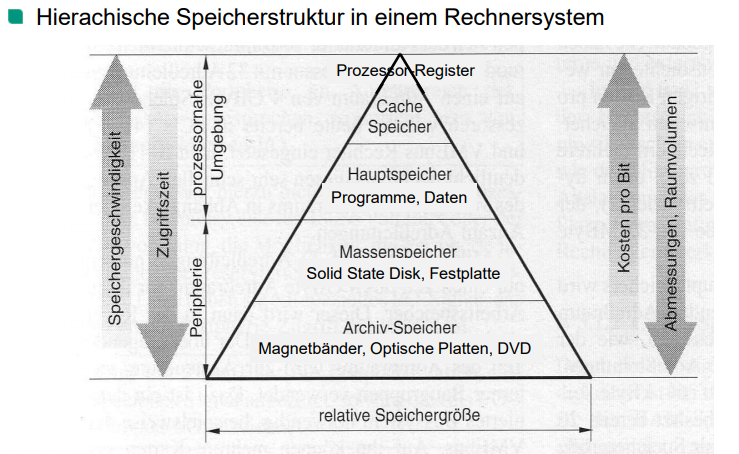 Hierachische Speicherstruktur in einem Rechnersystem
Speichergeschwindigkeit
Zugriffszeit
prozessornahe
Umgebung
Peripherie
Prozessor-Register
Cache
Speicher
Hauptspeicher
Programme, Daten
Massenspeicher
Solid State Disk, Festplatte
Archiv-Speicher
Magnetbänder, Optische Platten, DVD
relative Speichergröße
Kosten pro Bit
Abmessungen, Raumvolumen